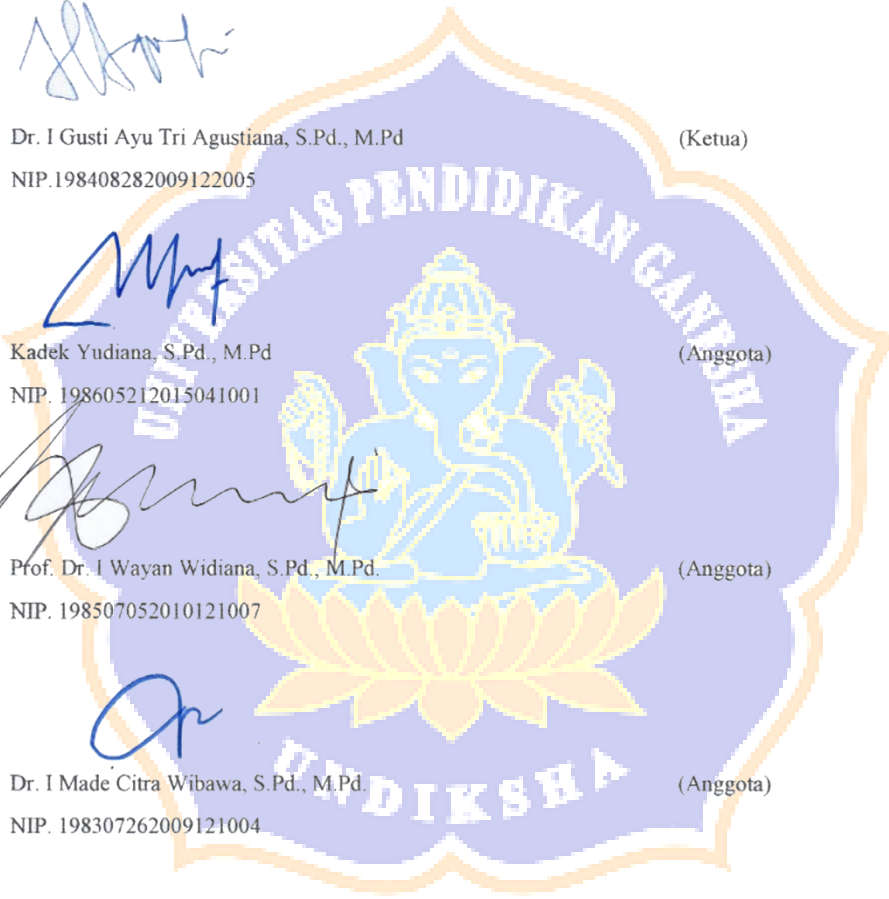 Dr. I Gusti Ayu Tri Agustiana, S.Pd., M.Pd (Ketua)
NIP.198408282009122005
UNIVERSITAS PENDIDIKAN GANESHA
Kadek Yudiana, S.Pd., M.Pd (Anggota)
NIP. 198605212015041001
Prof. Dr. I Wayan Widiana, S.Pd., M.Pd. (Anggota)
NIP. 198507052010121007
Dr. I Made Citra Wibawa, S.Pd., M.Pd. (Anggota)
UNDIKSHA
NIP. 198307262009121004